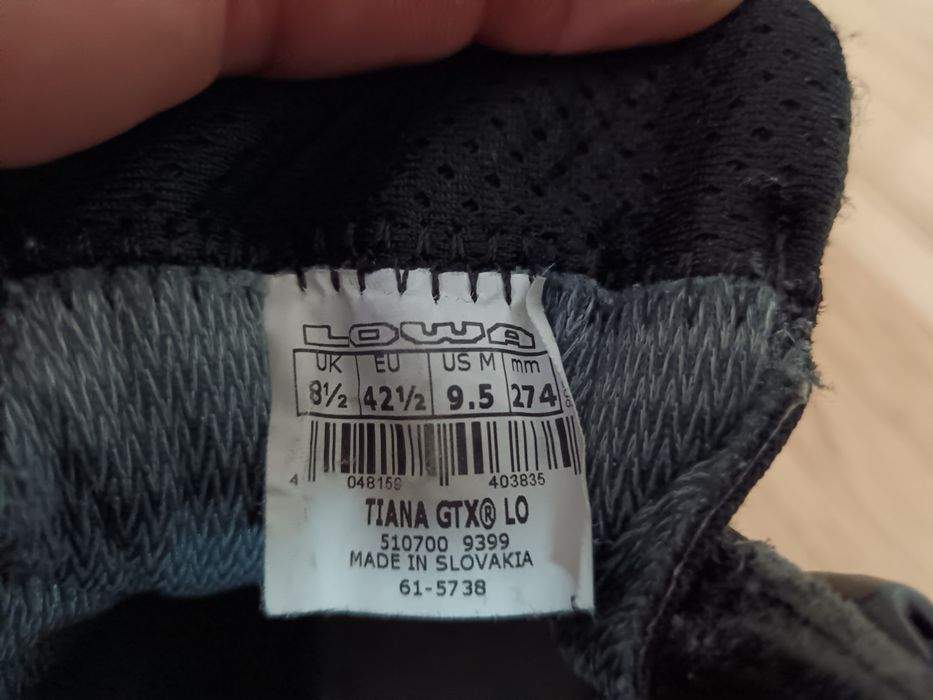 LOWA
UK EU US M mm
8½ 42½ 9.5 274
4 048159 403835
TIANA GTX® LO
510700 9399
MADE IN SLOVAKIA
61-5738